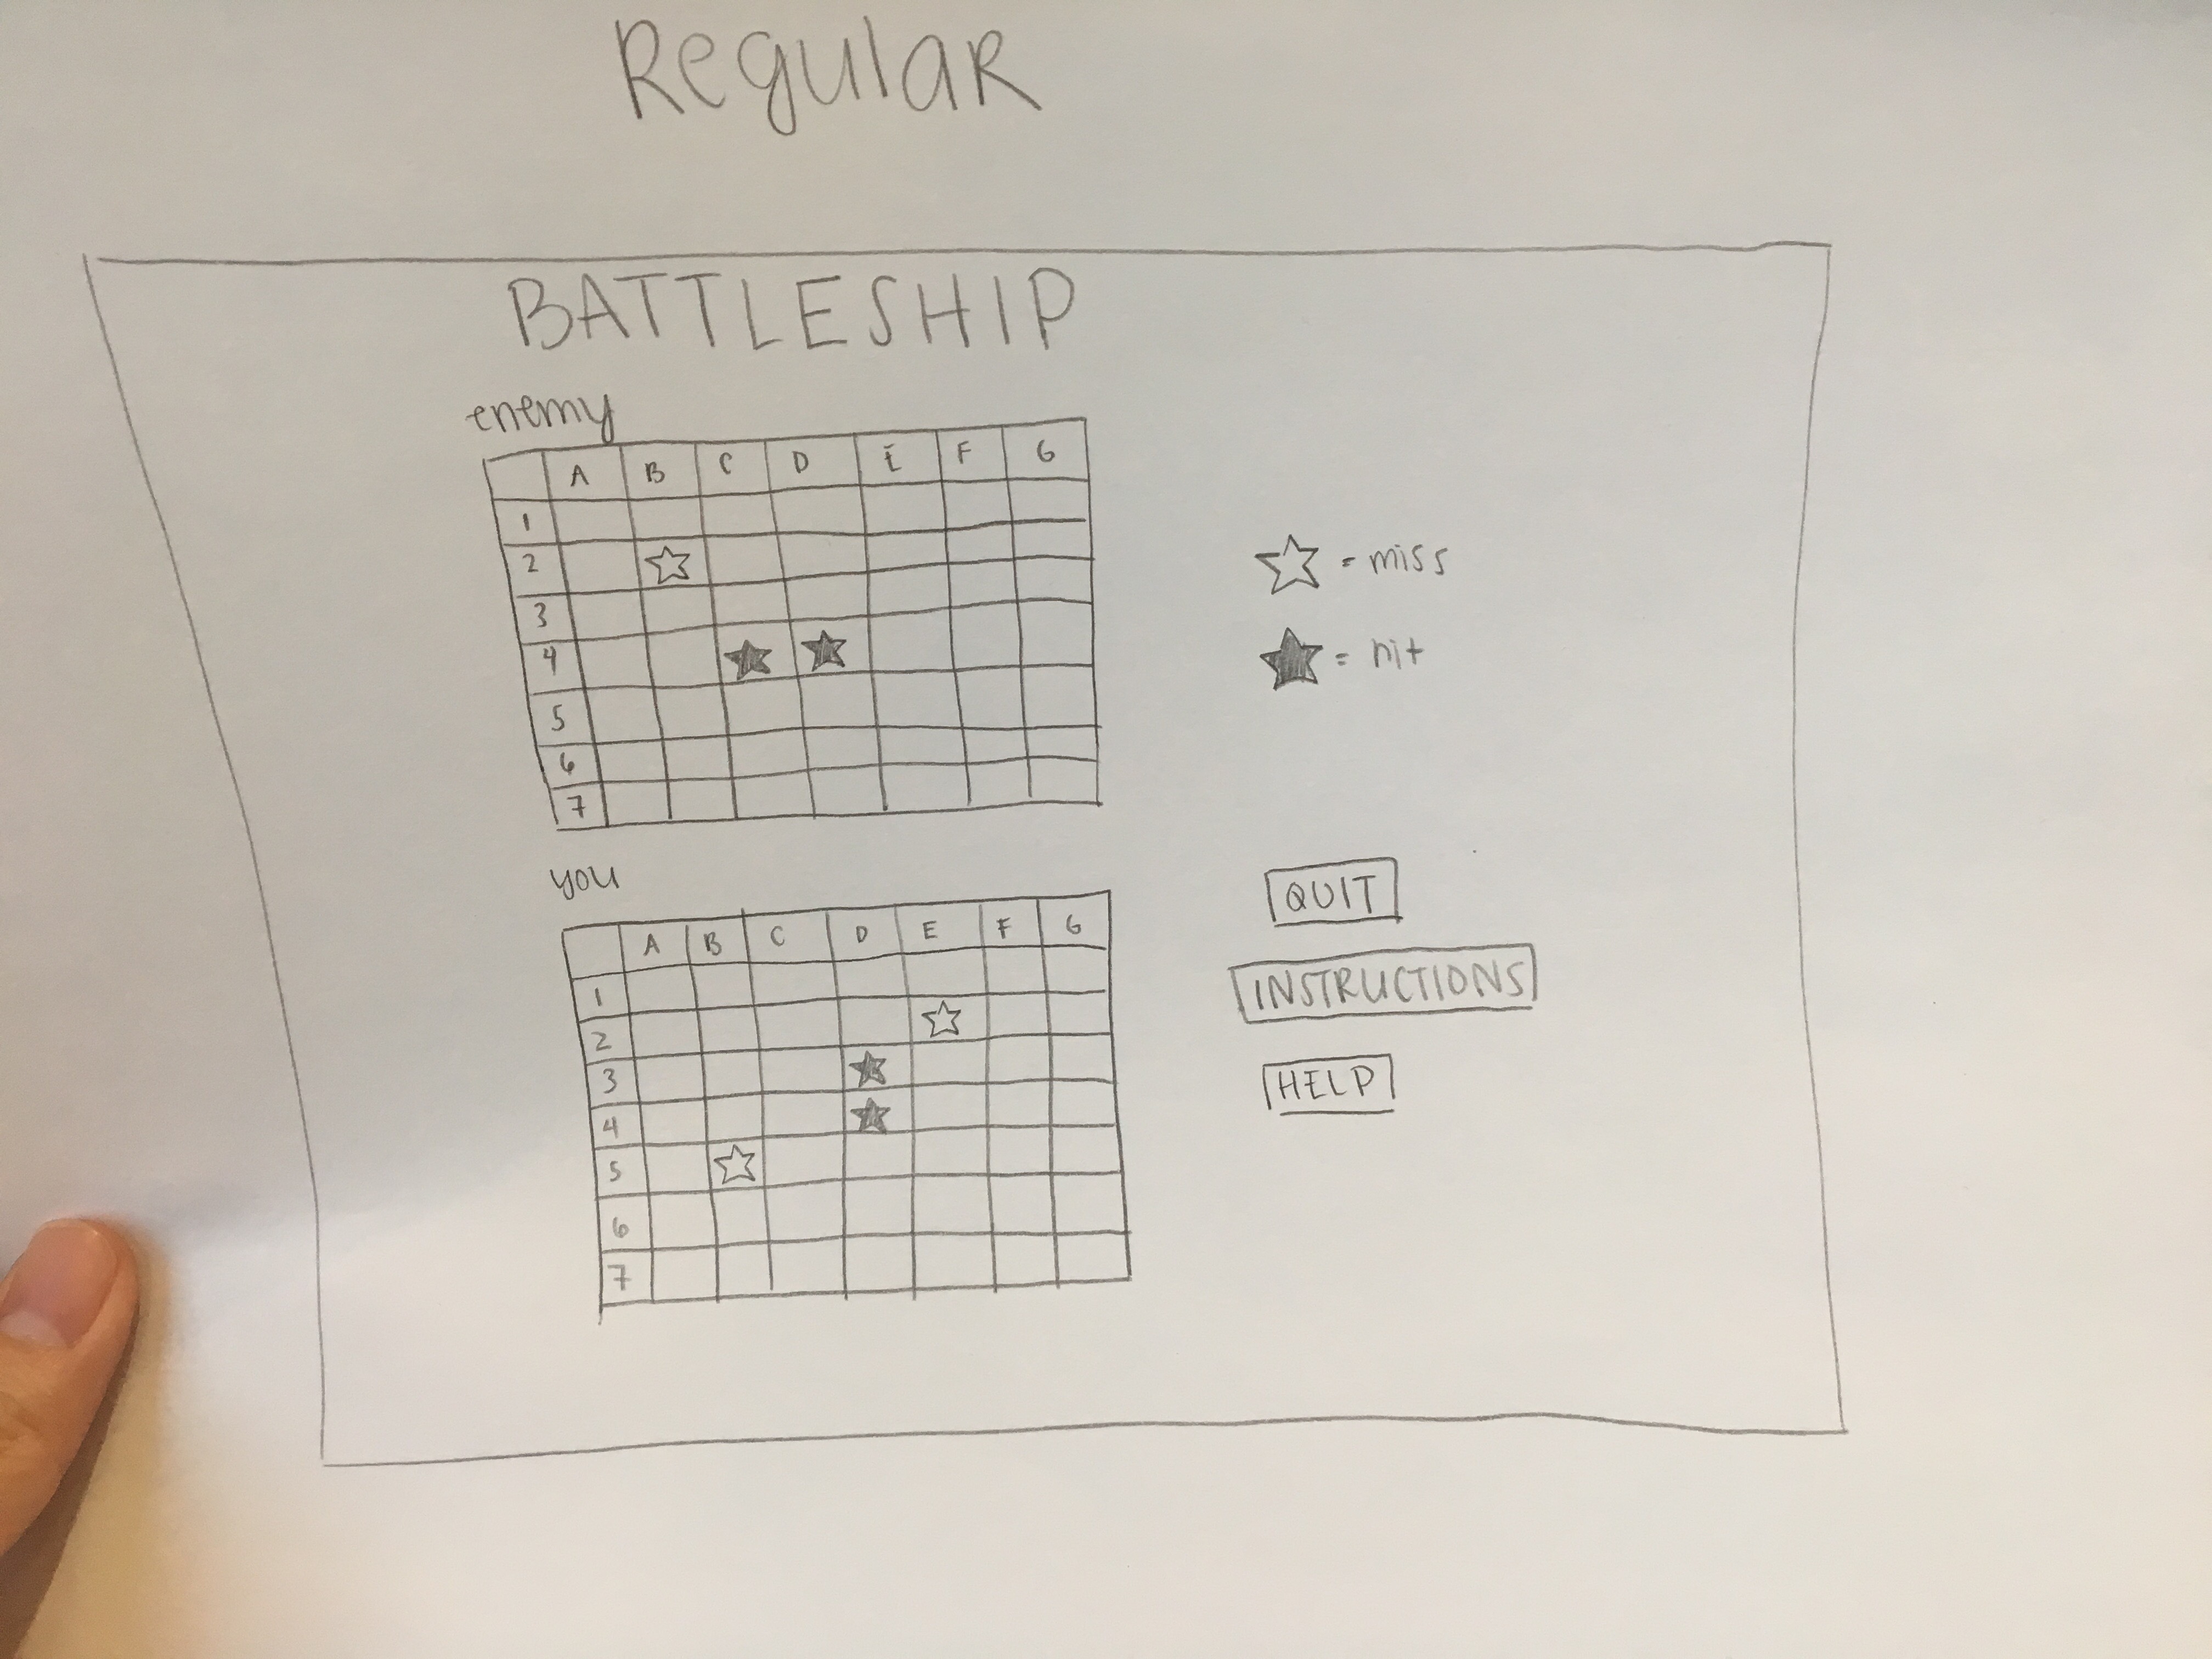 Regular
BATTLESHIP
enemy
A B C D E F G
1
2
3
4
5
6
7
= miss
= hit
you
A B C D E F G
1
2
3
4
5
6
7
QUIT
INSTRUCTIONS
HELP